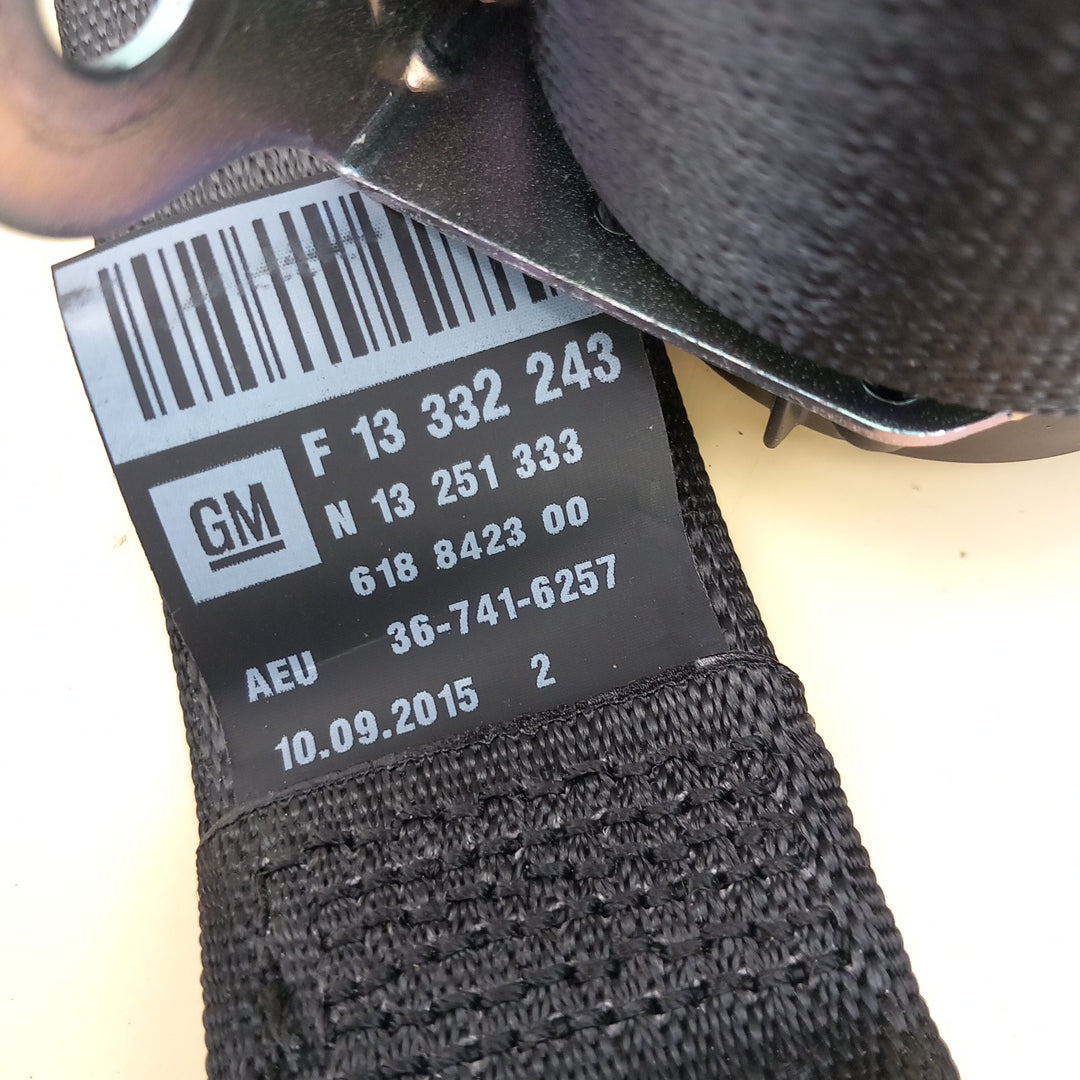 F 13 332 243
GM
N 13 251 333
618 8423 00
36-741-6257
AEU
10.09.2015 2